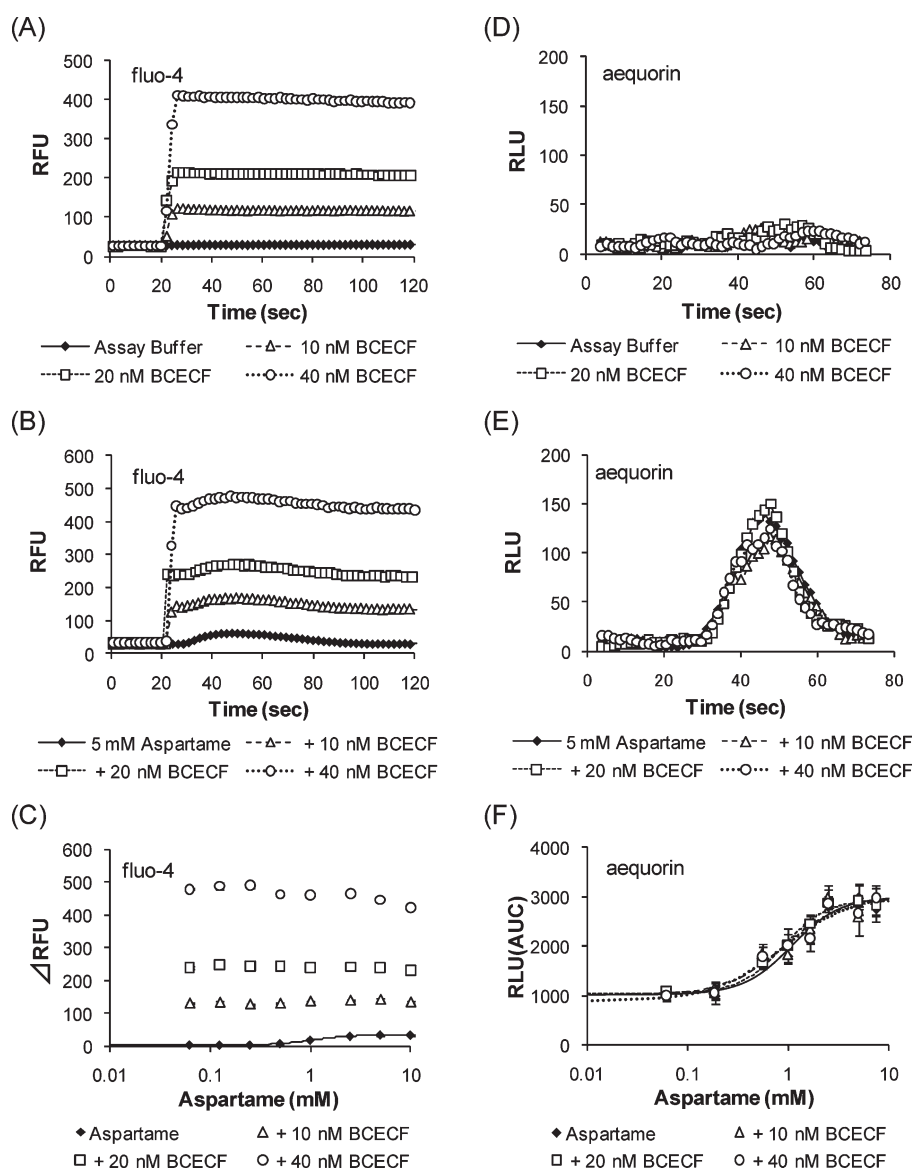 (A)
fluo-4
500
400
300
200
100
0
RFU
0 20 40 60 80 100 120
Time (sec)
Assay Buffer 10 nM BCECF
20 nM BCECF 40 nM BCECF
(B)
fluo-4
600
500
400
300
200
100
0
RFU
0 20 40 60 80 100 120
Time (sec)
5 mM Aspartame + 10 nM BCECF
+ 20 nM BCECF + 40 nM BCECF
(C)
fluo-4
600
500
400
300
200
100
0
⊿RFU
0.01 0.1 1 10
Aspartame (mM)
Aspartame + 10 nM BCECF
+ 20 nM BCECF + 40 nM BCECF
(D)
aequorin
200
150
100
50
0
RLU
0 20 40 60 80
Time (sec)
Assay Buffer 10 nM BCECF
20 nM BCECF 40 nM BCECF
(E)
aequorin
200
150
100
50
0
RLU
0 20 40 60 80
Time (sec)
5 mM Aspartame + 10 nM BCECF
+ 20 nM BCECF + 40 nM BCECF
(F)
aequorin
4000
3000
2000
1000
0
RLU(AUC)
0.01 0.1 1 10
Aspartame (mM)
Aspartame + 10 nM BCECF
+ 20 nM BCECF + 40 nM BCECF